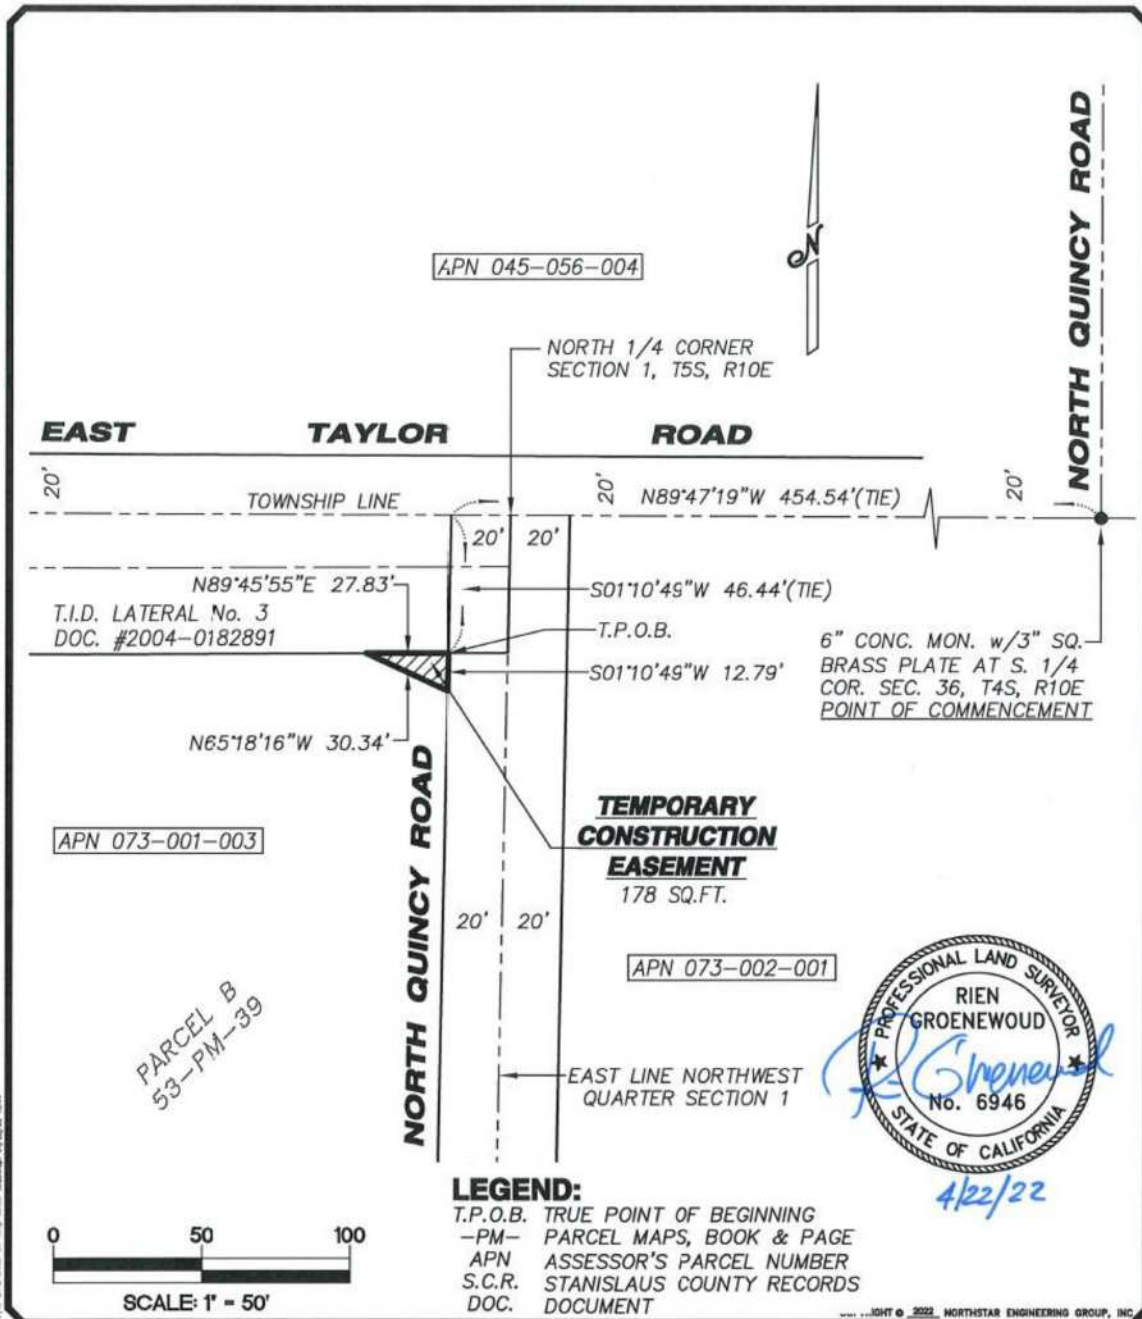 NORTH QUINCY ROAD
N
APN 045-056-004
NORTH 1/4 CORNER
SECTION 1, T5S, R10E
EAST TAYLOR ROAD
20'
TOWNSHIP LINE
20'
N89°47'19"W 454.54'(TIE)
20'
20' 20'
N89°45'55"E 27.83'
S01°10'49"W 46.44'(TIE)
T.I.D. LATERAL No. 3
DOC. #2004-0182891
T.P.O.B.
S01°10'49"W 12.79'
6" CONC. MON. w/3" SQ.
BRASS PLATE AT S. 1/4
COR. SEC. 36, T4S, R10E
POINT OF COMMENCEMENT
N65°18'16"W 30.34'
NORTH QUINCY ROAD
TEMPORARY
CONSTRUCTION
EASEMENT
178 SQ.FT.
APN 073-001-003
20' 20'
APN 073-002-001
PARCEL B
53-PM-39
EAST LINE NORTHWEST
QUARTER SECTION 1
PROFESSIONAL LAND SURVEYOR
RIEN
GROENEWOUD
No. 6946
STATE OF CALIFORNIA
4/22/22
LEGEND:
T.P.O.B. TRUE POINT OF BEGINNING
-PM- PARCEL MAPS, BOOK & PAGE
APN ASSESSOR'S PARCEL NUMBER
S.C.R. STANISLAUS COUNTY RECORDS
DOC. DOCUMENT
0 50 100
SCALE: 1" = 50'
© 2022 NORTHSTAR ENGINEERING GROUP, INC